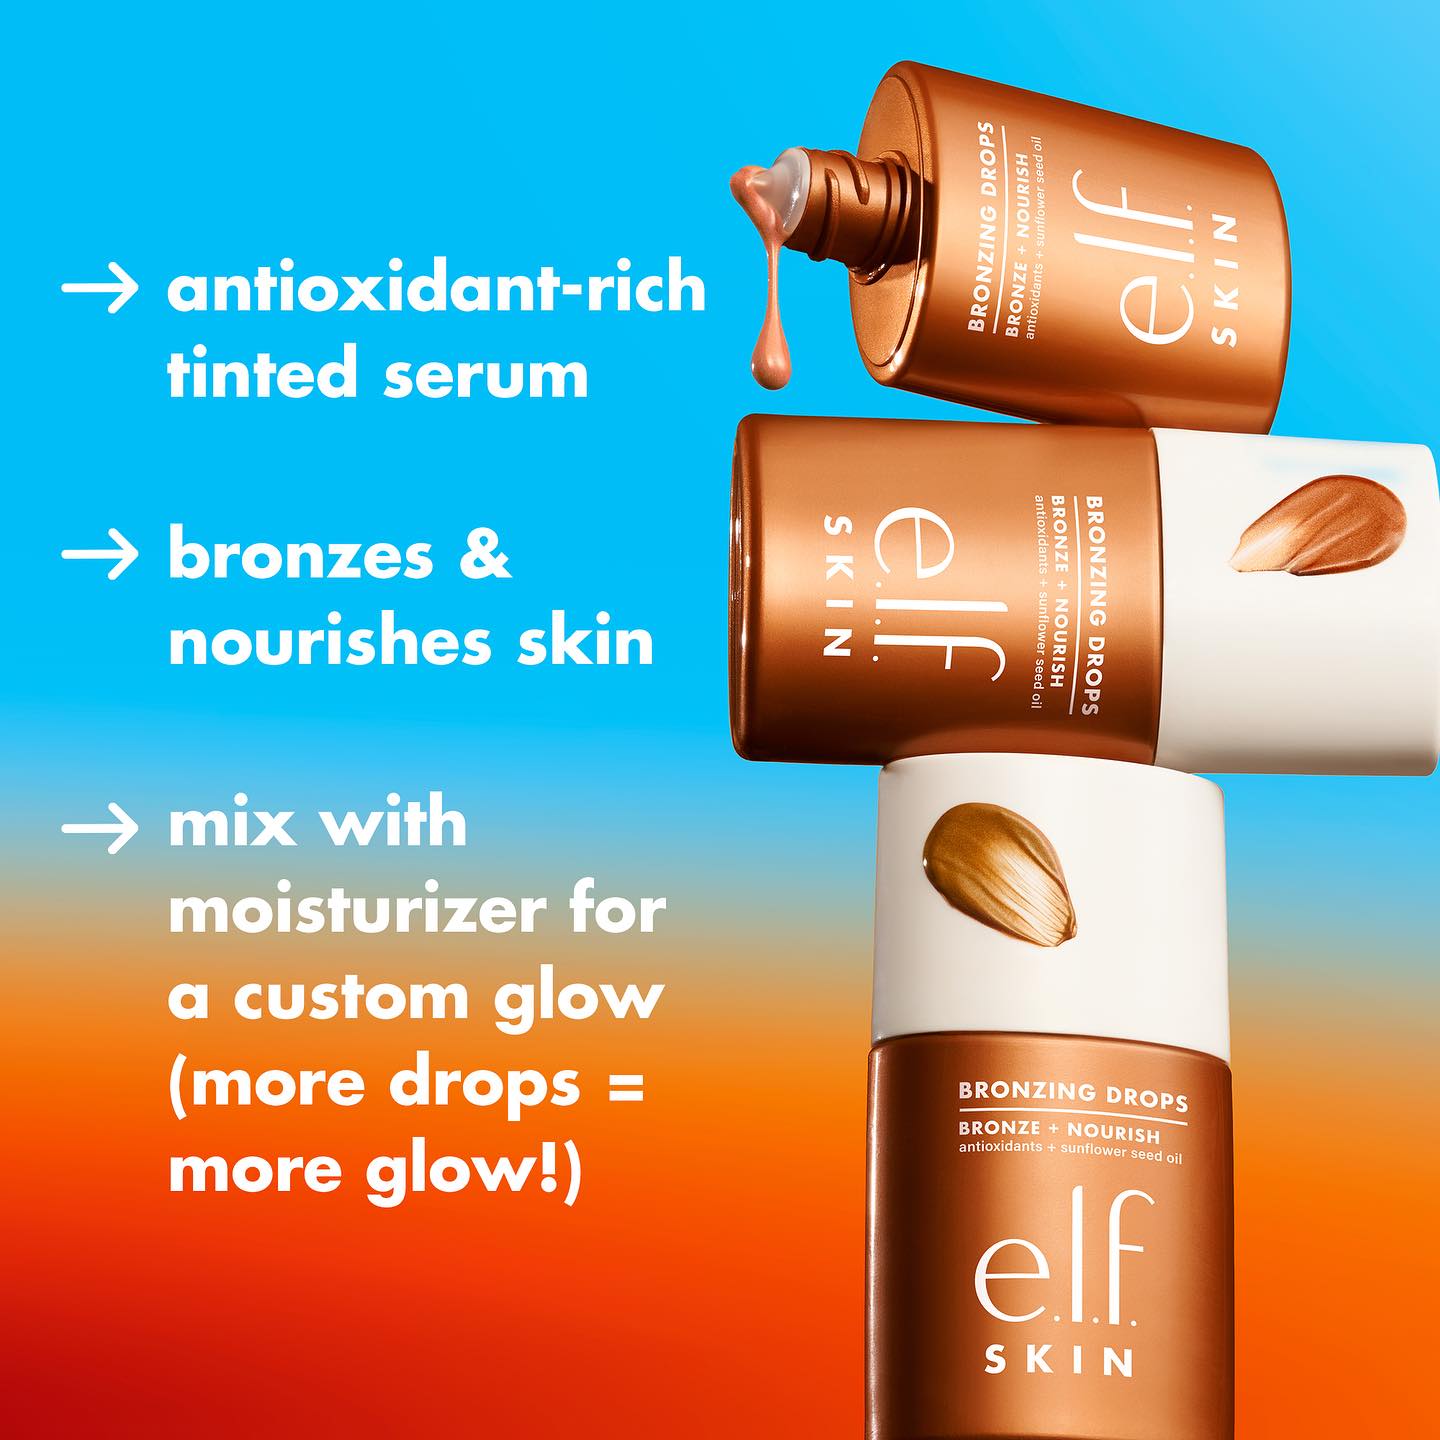 antioxidant-rich
tinted serum
bronzes &
nourishes skin
mix with
moisturizer for
a custom glow
(more drops =
more glow!)
BRONZING DROPS
BRONZE + NOURISH
antioxidants + sunflower seed oil
e.l.f.
SKIN
BRONZING DROPS
BRONZE + NOURISH
antioxidants + sunflower seed oil
e.l.f.
SKIN
BRONZING DROPS
BRONZE + NOURISH
antioxidants + sunflower seed oil
e.l.f.
SKIN